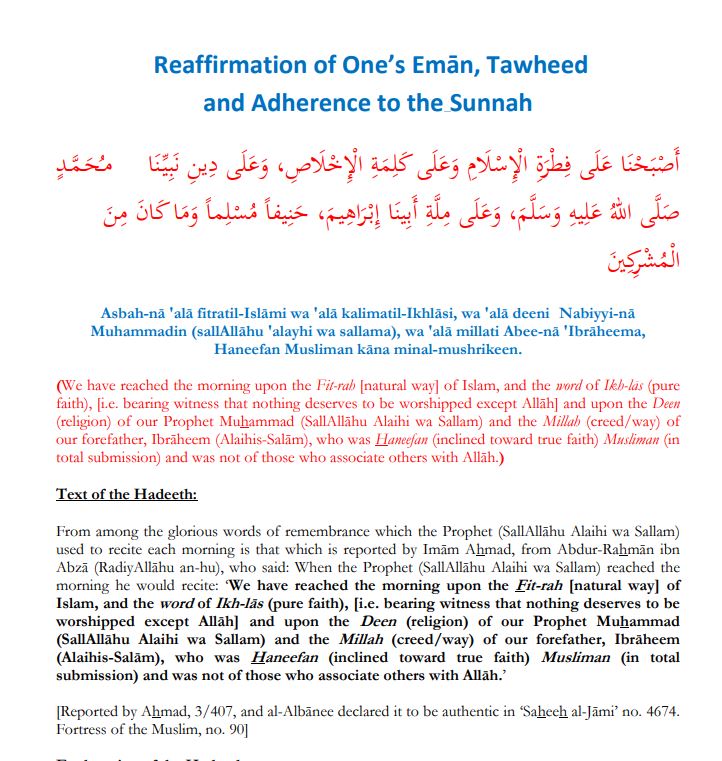 Reaffirmation of One's Emān, Tawheed
and Adherence to the Sunnah
أَصْبَحْنَا عَلَى فِطْرَةِ الْإِسْلَامِ وَعَلَى كَلِمَةِ الْإِخْلَاصِ، وَعَلَى دِينِ نَبِيِّنَا مُحَمَّدٍ
صَلَّى اللهُ عَلَيهِ وَسَلَّمَ، وَعَلَى مِلَّةِ أَبِينَا إِبْرَاهِيمَ، حَنِيفاً مُسْلِماً وَمَا كَانَ مِنَ
الْمُشْرِكِينَ
Asbah-nā 'alā fitratil-Islāmi wa 'alā kalimatil-Ikhlāsi, wa 'alā deeni Nabiyyi-nā
Muhammadin (sallAllāhu 'alayhi wa sallama), wa 'alā millati Abee-nā 'Ibrāheema,
Haneefan Musliman kāna minal-mushrikeen.
(We have reached the morning upon the Fit-rah [natural way] of Islam, and the word of Ikh-lās (pure
faith), [i.e. bearing witness that nothing deserves to be worshipped except Allāh] and upon the Deen
(religion) of our Prophet Muhammad (SallAllāhu Alaihi wa Sallam) and the Millah (creed/way) of
our forefather, Ibrāheem (Alaihis-Salām), who was Haneefan (inclined toward true faith) Musliman (in
total submission) and was not of those who associate others with Allāh.)
Text of the Hadeeth:
From among the glorious words of remembrance which the Prophet (SallAllāhu Alaihi wa Sallam)
used to recite each morning is that which is reported by Imām Ahmad, from Abdur-Rahmān ibn
Abzā (RadiyAllāhu an-hu), who said: When the Prophet (SallAllāhu Alaihi wa Sallam) reached the
morning he would recite: 'We have reached the morning upon the Fit-rah [natural way] of
Islam, and the word of Ikh-lās (pure faith), [i.e. bearing witness that nothing deserves to be
worshipped except Allāh] and upon the Deen (religion) of our Prophet Muhammad
(SallAllāhu Alaihi wa Sallam) and the Millah (creed/way) of our forefather, Ibrāheem
(Alaihis-Salām), who was Haneefan (inclined toward true faith) Musliman (in total
submission) and was not of those who associate others with Allāh.'
[Reported by Ahmad, 3/407, and al-Albānee declared it to be authentic in 'Saheeh al-Jāmi' no. 4674.
Fortress of the Muslim, no. 90]